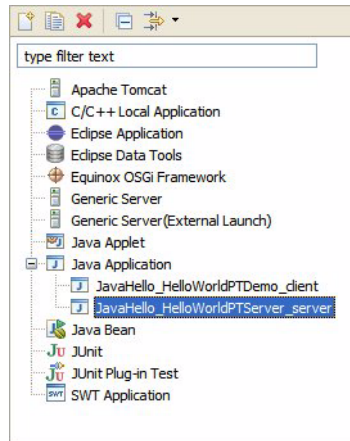 type filter text
Apache Tomcat
C/C++ Local Application
Eclipse Application
Eclipse Data Tools
Equinox OSGi Framework
Generic Server
Generic Server(External Launch)
Java Applet
Java Application
JavaHello_HelloWorldPTDemo_client
JavaHello_HelloWorldPTServer_server
Java Bean
JUnit
JUnit Plug-in Test
SWT Application